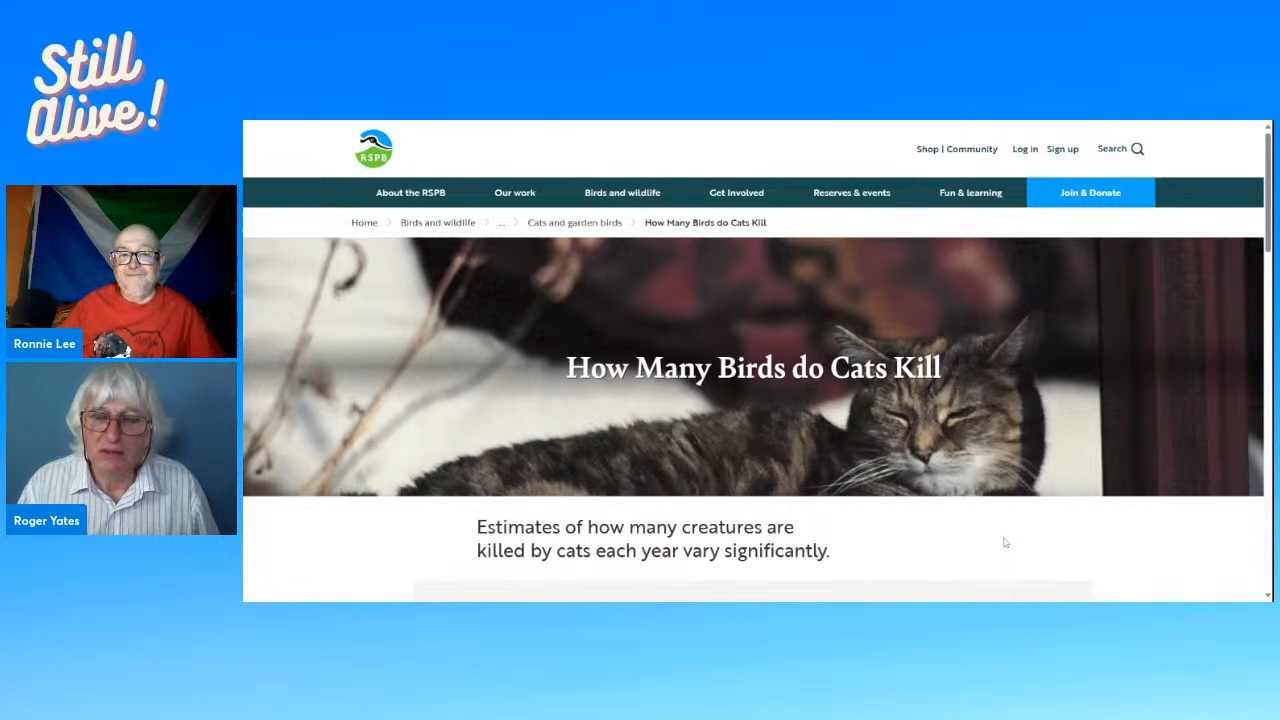 Still
Alive!
Ronnie Lee
Roger Yates
RSPB
Shop | Community
Log in
Sign up
Search
About the RSPB
Our work
Birds and wildlife
Get Involved
Reserves & events
Fun & learning
Join & Donate
Home
Birds and wildlife
...
Cats and garden birds
How Many Birds do Cats Kill
How Many Birds do Cats Kill
Estimates of how many creatures are
killed by cats each year vary significantly.